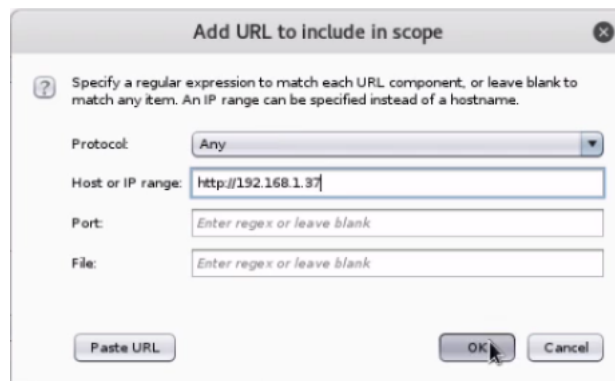 Add URL to include in scope
Specify a regular expression to match each URL component, or leave blank to
match any item. An IP range can be specified instead of a hostname.
Protocol: Any
Host or IP range: http://192.168.1.37
Port: Enter regex or leave blank
File: Enter regex or leave blank
Paste URL OK Cancel